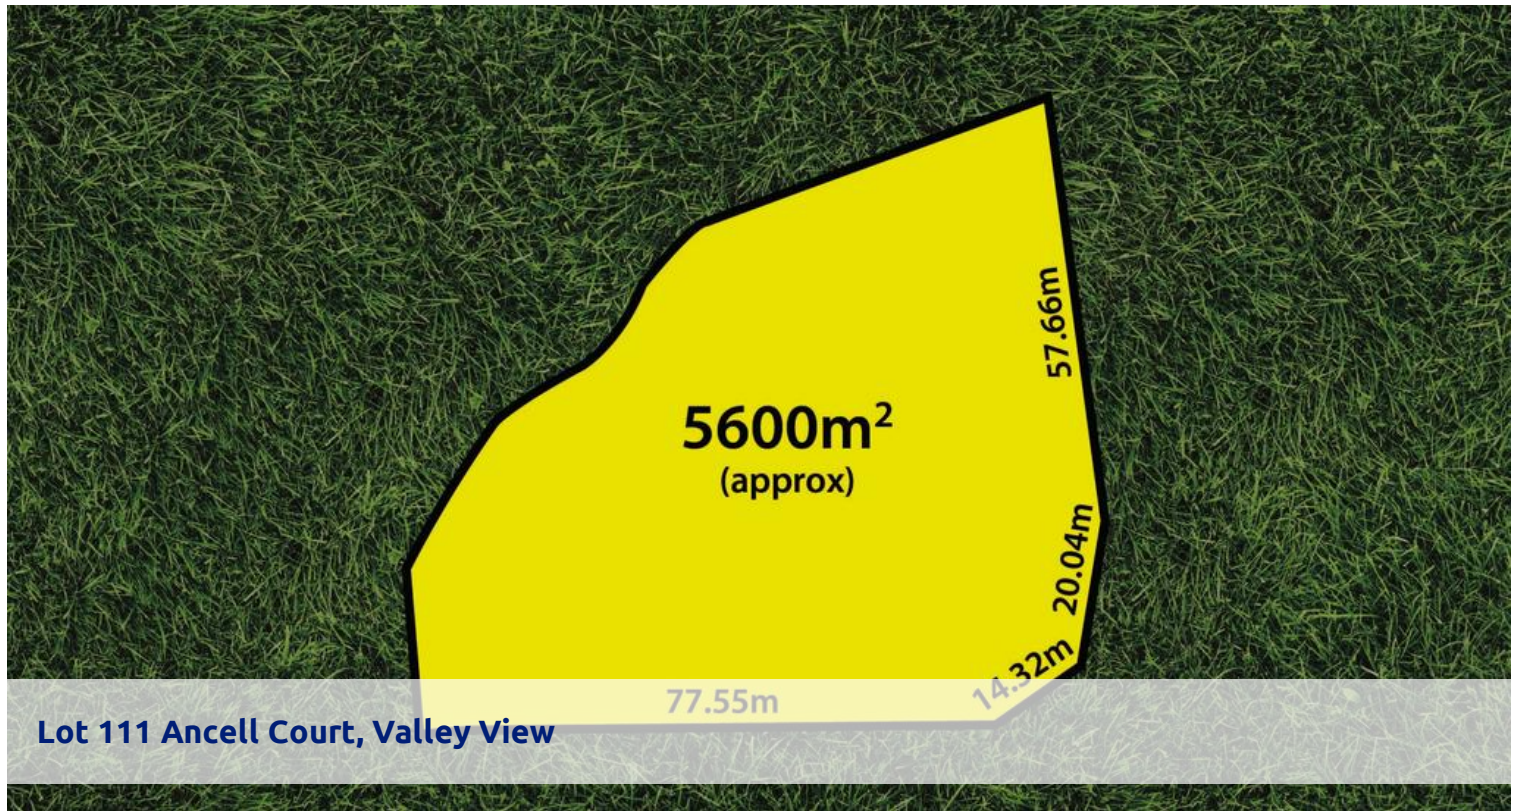 57.66m
5600m²
(approx)
20.04m
14.32m
77.55m
Lot 111 Ancell Court, Valley View